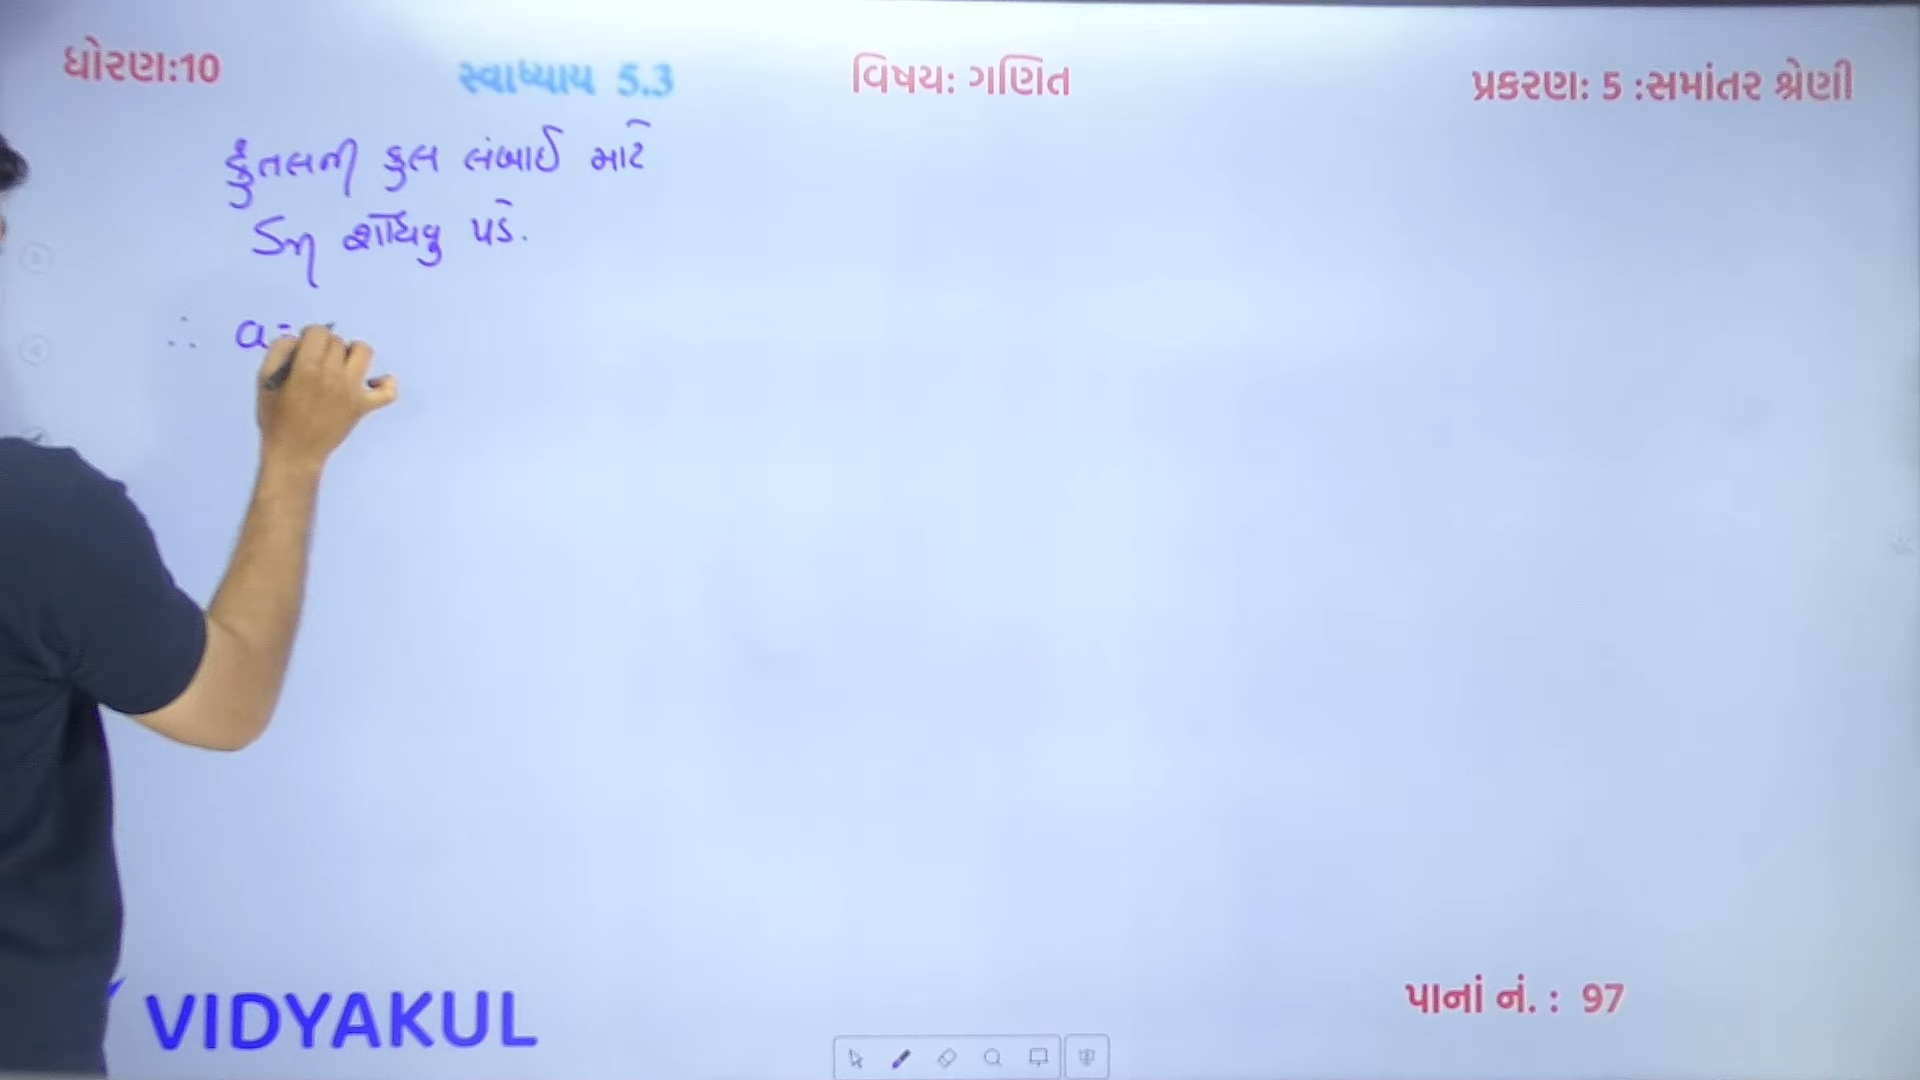 ધોરણ:10 સ્વાધ્યાય 5.3 વિષય: ગણિત પ્રકરણ: 5 :સમાંતર શ્રેણી
કુંતલની કુલ લંબાઈ માટે
Sn શોધવુ પડે.
∴ a=
VIDYAKUL
પાનાં નં. : 97